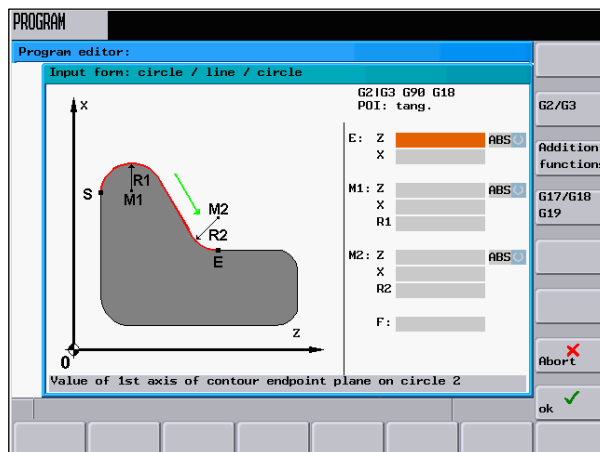 PROGRAM
Program editor:
Input form: circle / line / circle
G2|G3 G90 G18
POI: tang.
X
S
R1
M1
M2
R2
E
Z
0
E: Z ABS
X
M1: Z ABS
X
R1
M2: Z ABS
X
R2
F:
Value of 1st axis of contour endpoint plane on circle 2
G2/G3
Addition
functions
G17/G18
G19
Abort
ok